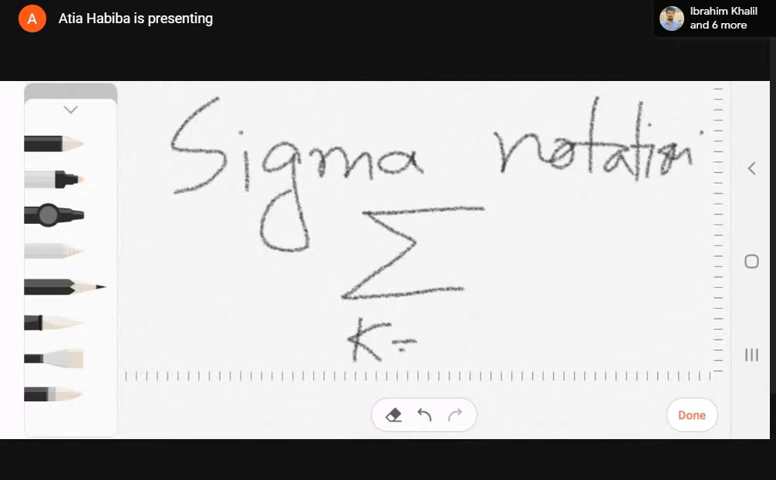 A Atia Habiba is presenting
Ibrahim Khalil
and 6 more
Sigma notation
Σ
K=
Done